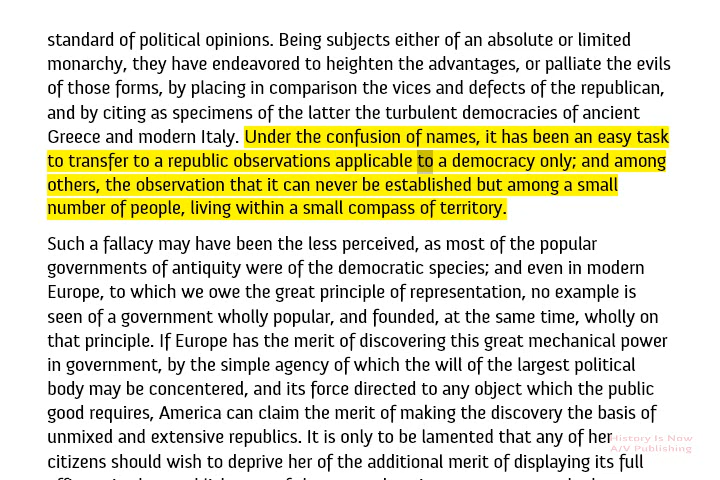 standard of political opinions. Being subjects either of an absolute or limited
monarchy, they have endeavored to heighten the advantages, or palliate the evils
of those forms, by placing in comparison the vices and defects of the republican,
and by citing as specimens of the latter the turbulent democracies of ancient
Greece and modern Italy. Under the confusion of names, it has been an easy task
to transfer to a republic observations applicable to a democracy only; and among
others, the observation that it can never be established but among a small
number of people, living within a small compass of territory.
Such a fallacy may have been the less perceived, as most of the popular
governments of antiquity were of the democratic species; and even in modern
Europe, to which we owe the great principle of representation, no example is
seen of a government wholly popular, and founded, at the same time, wholly on
that principle. If Europe has the merit of discovering this great mechanical power
in government, by the simple agency of which the will of the largest political
body may be concentered, and its force directed to any object which the public
good requires, America can claim the merit of making the discovery the basis of
unmixed and extensive republics. It is only to be lamented that any of her
History Is Now
A/V Publishing
citizens should wish to deprive her of the additional merit of displaying its full